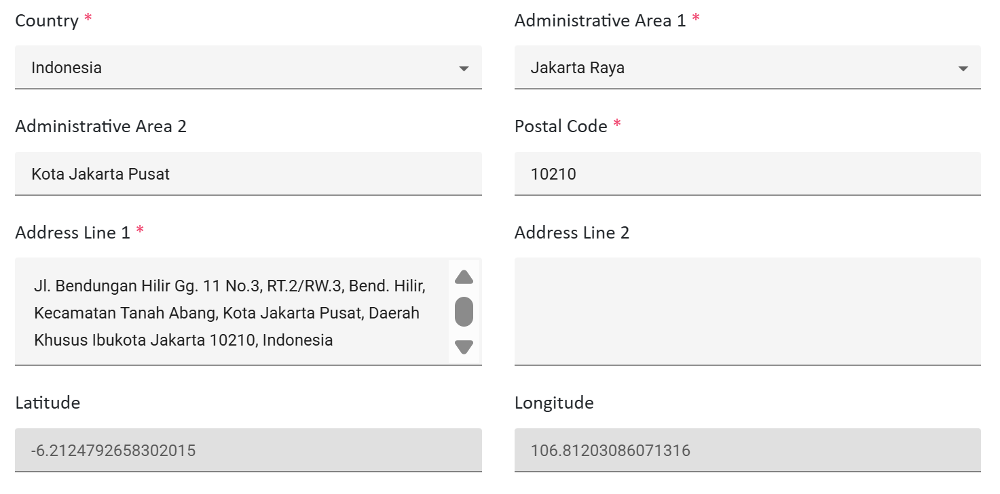 Country *
Administrative Area 1 *
Indonesia
Jakarta Raya
Administrative Area 2
Postal Code *
Kota Jakarta Pusat
10210
Address Line 1 *
Address Line 2
Jl. Bendungan Hilir Gg. 11 No.3, RT.2/RW.3, Bend. Hilir,
Kecamatan Tanah Abang, Kota Jakarta Pusat, Daerah
Khusus Ibukota Jakarta 10210, Indonesia
Latitude
Longitude
-6.2124792658302015
106.81203086071316